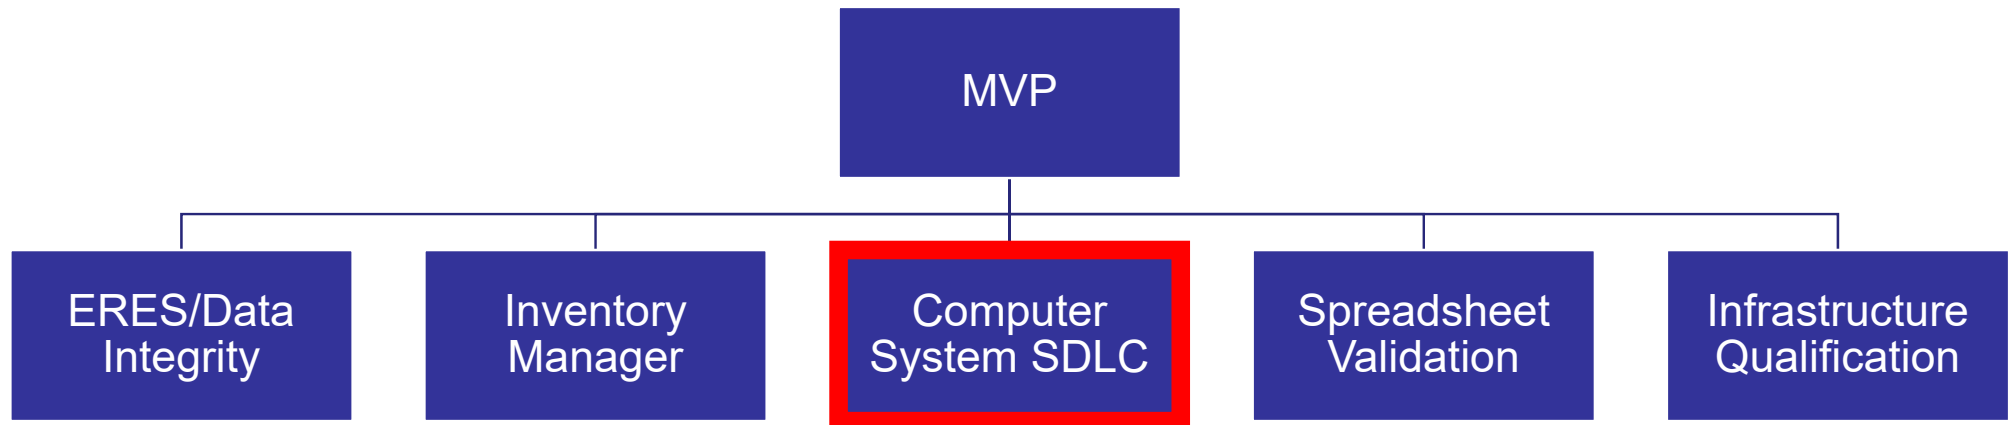 MVP
ERES/Data
Integrity
Inventory
Manager
Computer
System SDLC
Spreadsheet
Validation
Infrastructure
Qualification